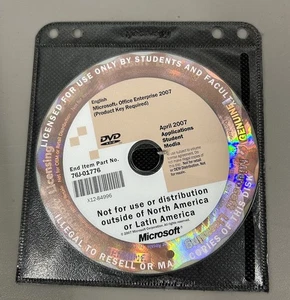 LICENSED FOR USE ONLY BY STUDENTS AND FACULTY
English
Microsoft® Office Enterprise 2007
(Product Key Required)
DVD
April 2007
Applications
Student
Media
End Item Part No.
76J-01776
X12-84996
Not for use or distribution
outside of North America
or Latin America
Microsoft®
GENUINE
ILLEGAL TO RESELL OR MAKE
COPIES OF THIS DISC